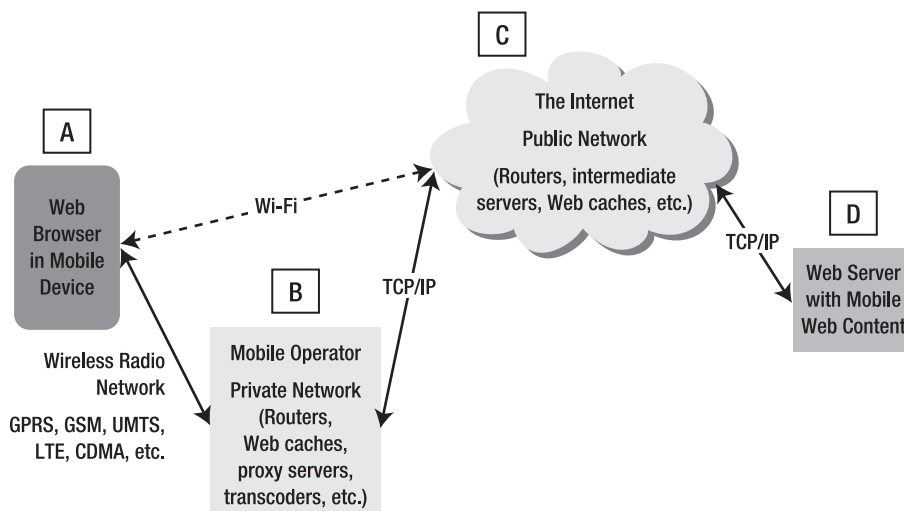 A
Web
Browser
in Mobile
Device
Wi-Fi
C
The Internet
Public Network
(Routers, intermediate
servers, Web caches, etc.)
TCP/IP
D
Web Server
with Mobile
Web Content
Wireless Radio
Network
GPRS, GSM, UMTS,
LTE, CDMA, etc.
B
Mobile Operator
Private Network
(Routers,
Web caches,
proxy servers,
transcoders, etc.)
TCP/IP